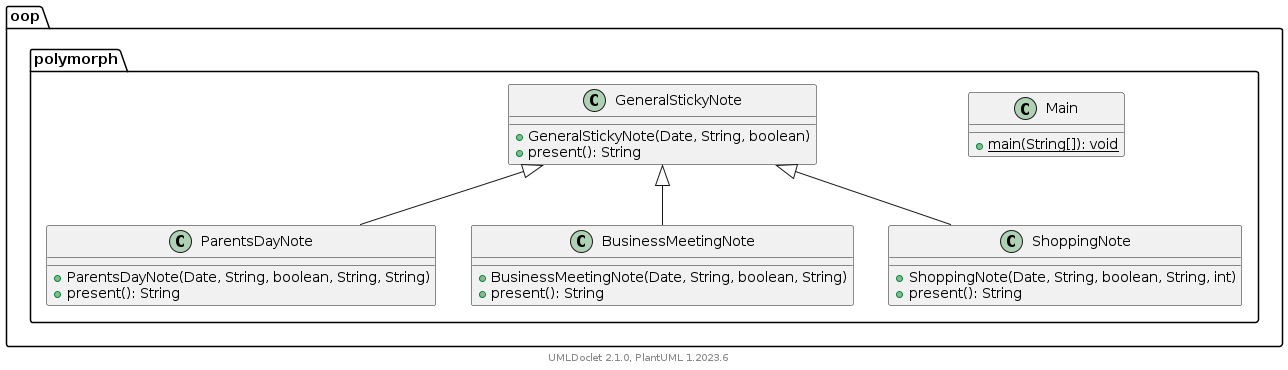 oop
polymorph
C GeneralStickyNote
GeneralStickyNote(Date, String, boolean)
present(): String
C Main
main(String[]): void
C ParentsDayNote
ParentsDayNote(Date, String, boolean, String, String)
present(): String
C BusinessMeetingNote
BusinessMeetingNote(Date, String, boolean, String)
present(): String
C ShoppingNote
ShoppingNote(Date, String, boolean, String, int)
present(): String
UMLDoclet 2.1.0, PlantUML 1.2023.6